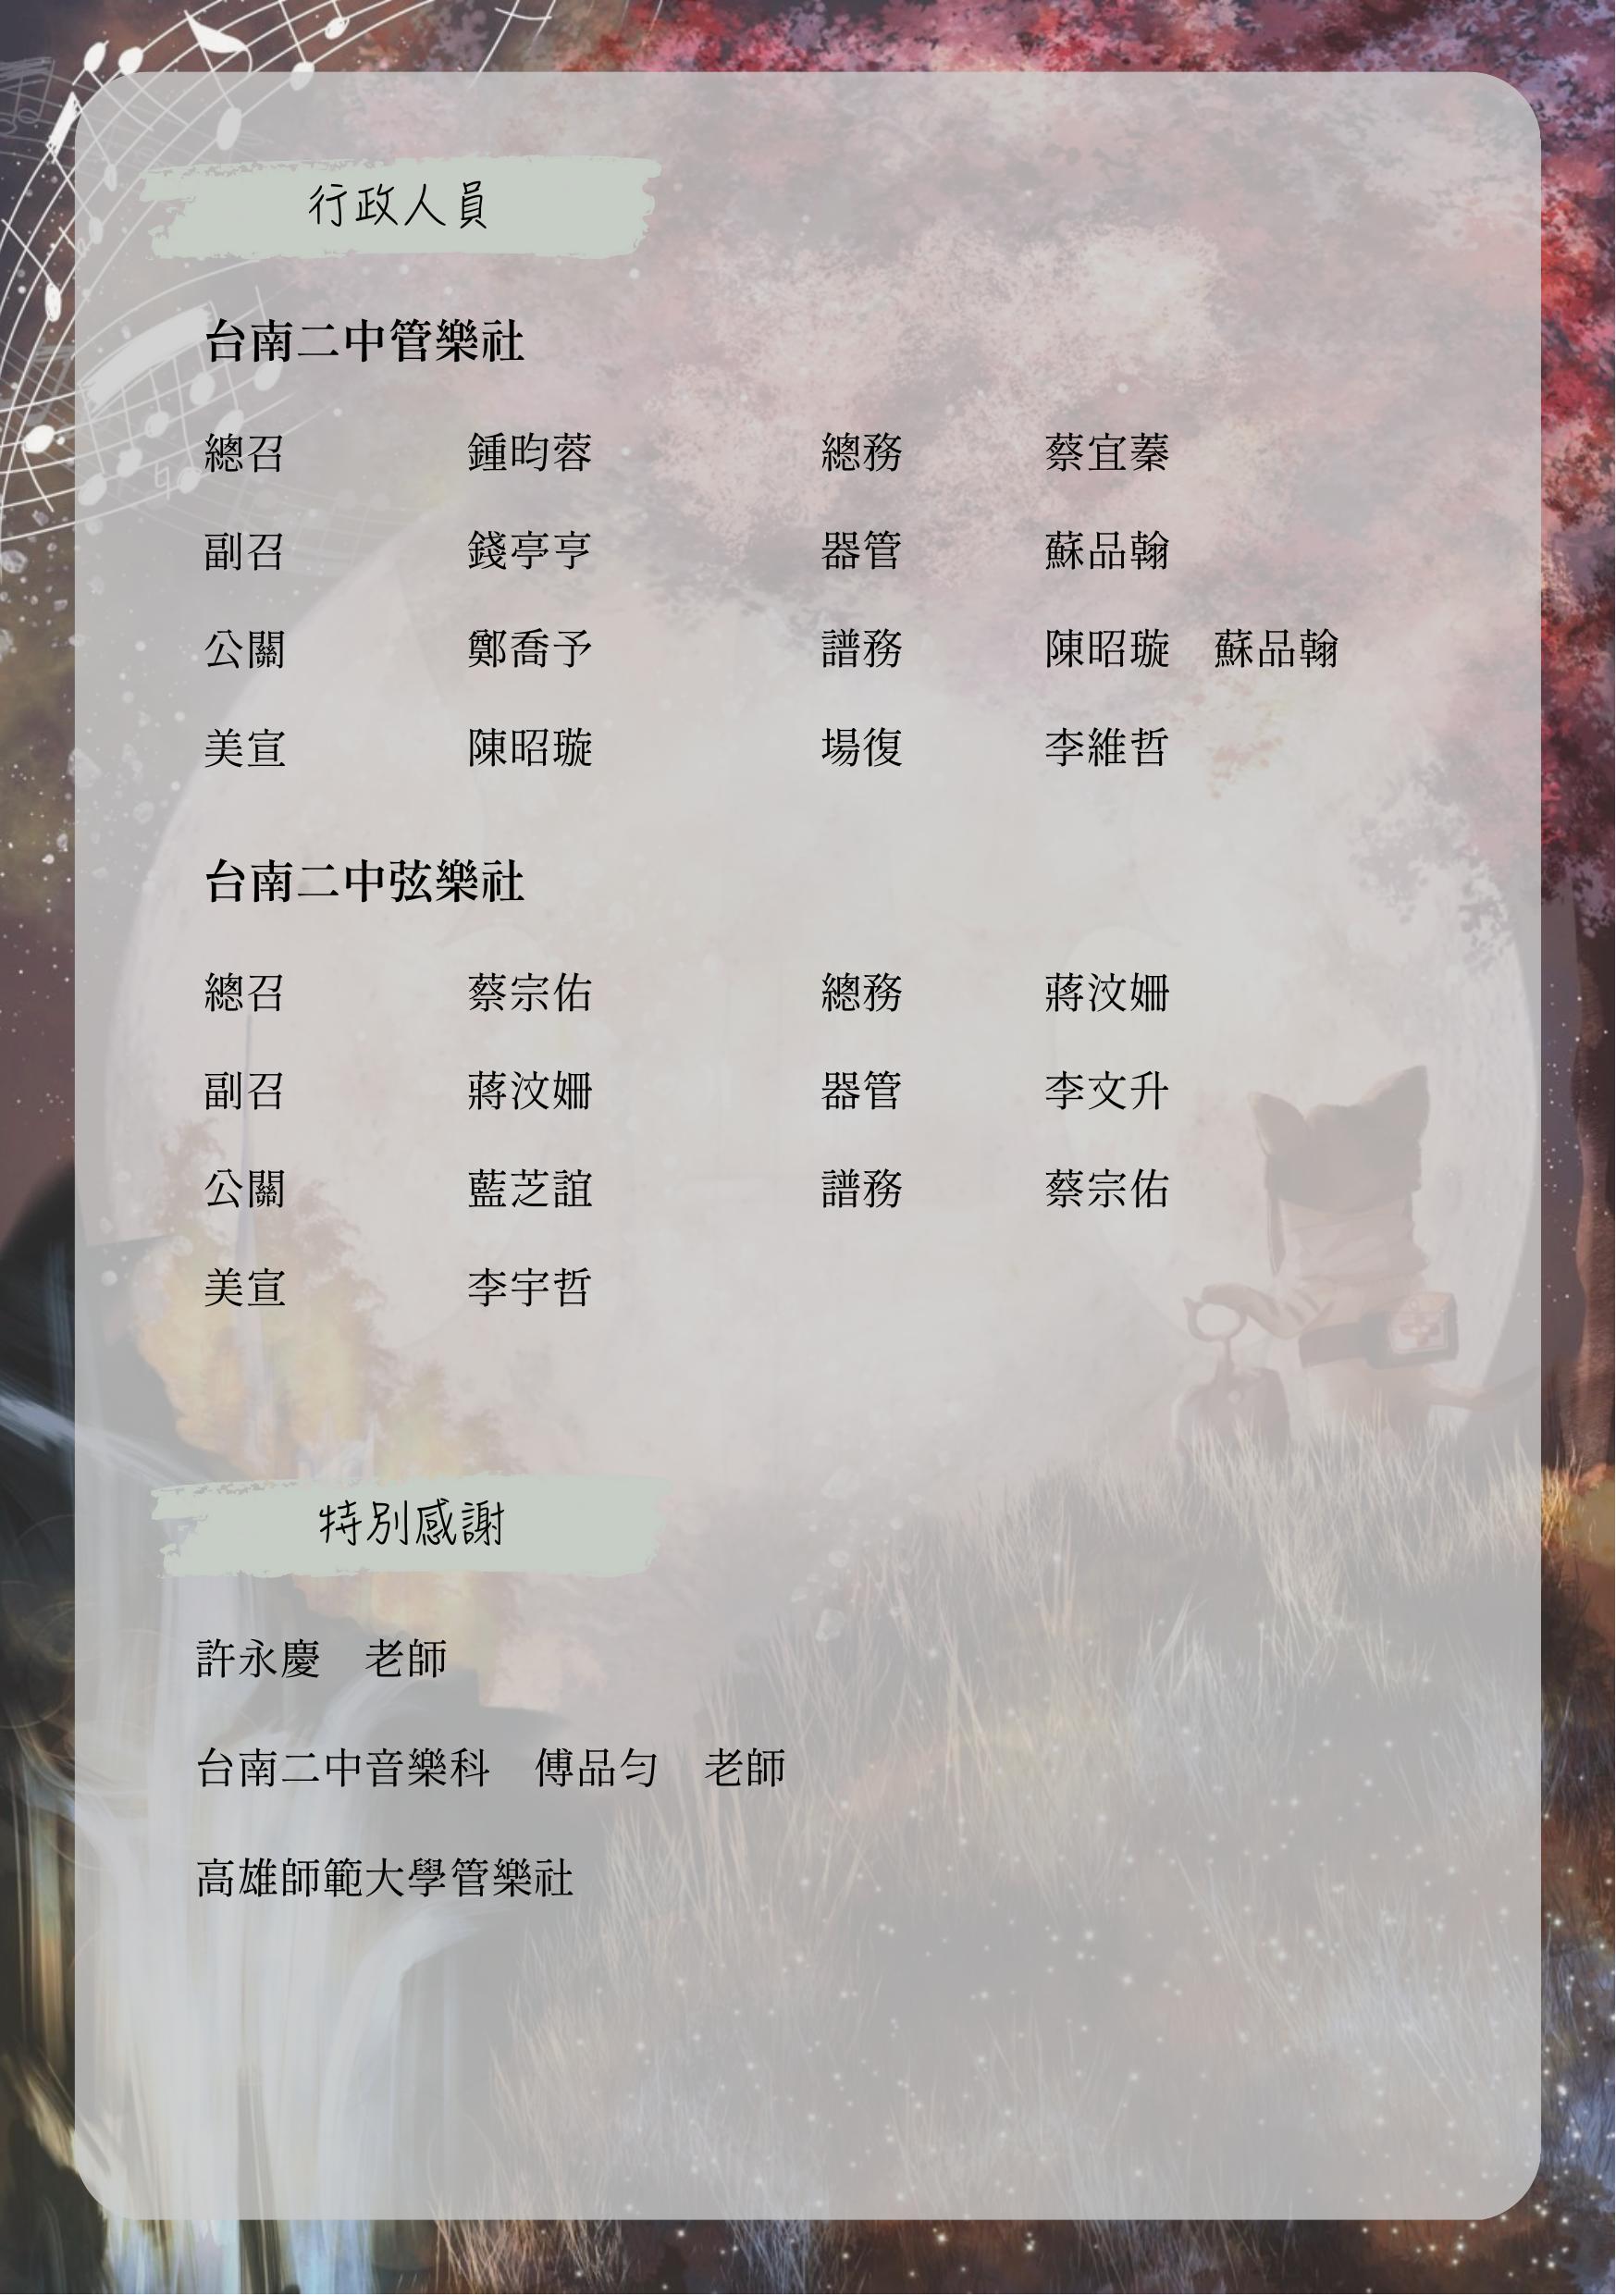 行政人員
台南二中管樂社
總召 鍾昀蓉 總務 蔡宜蓁
副召 錢亭亨 器管 蘇品翰
公關 鄭喬予 譜務 陳昭璇 蘇品翰
美宣 陳昭璇 場復 李維哲
台南二中弦樂社
總召 蔡宗佑 總務 蔣汶姍
副召 蔣汶姍 器管 李文升
公關 藍芝誼 譜務 蔡宗佑
美宣 李宇哲
特別感謝
許永慶 老師
台南二中音樂科 傅品勻 老師
高雄師範大學管樂社